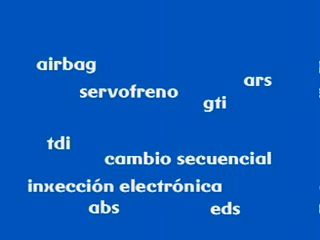 airbag
ars
servofreno
gti
tdi
cambio secuencial
inxección electrónica
abs
eds